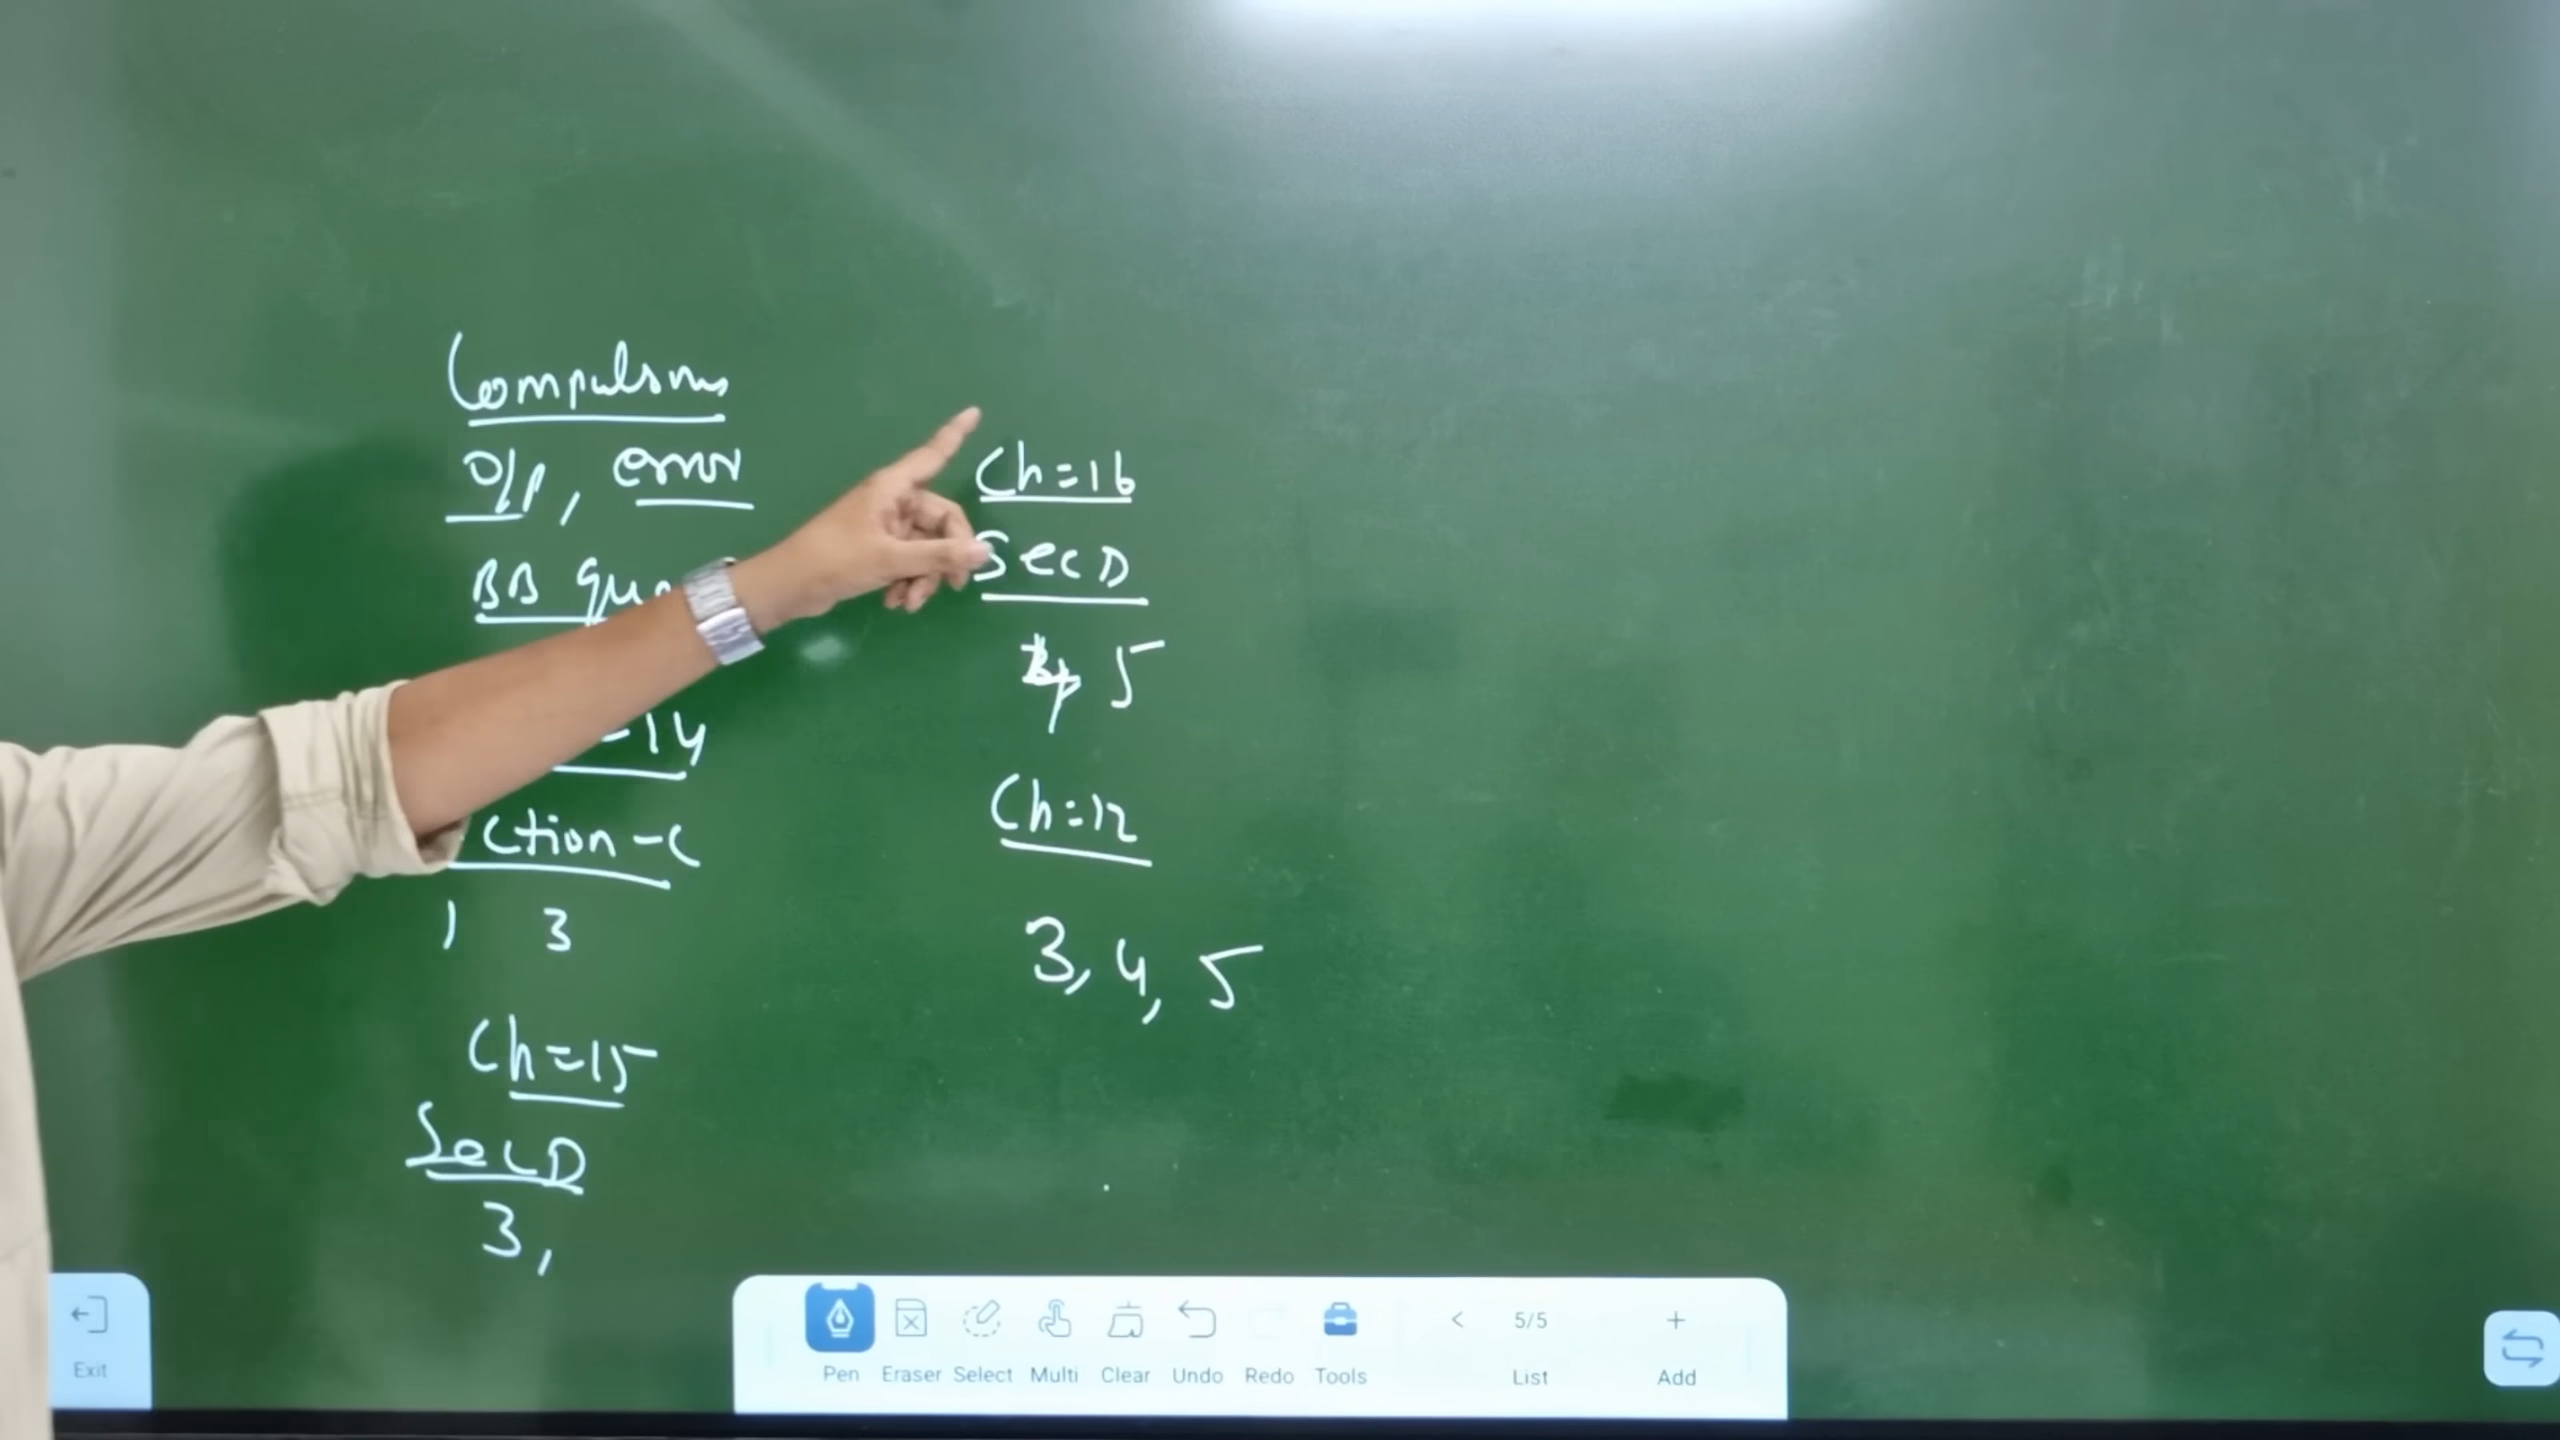 Compulsory
O/P, error
BB
-14
ction-C
1 3
Ch=15
Sec D
3,
Ch=16
Sec D
5
Ch=12
3, 4, 5
Exit
Pen Eraser Select Multi Clear Undo Redo Tools < 5/5 List + Add